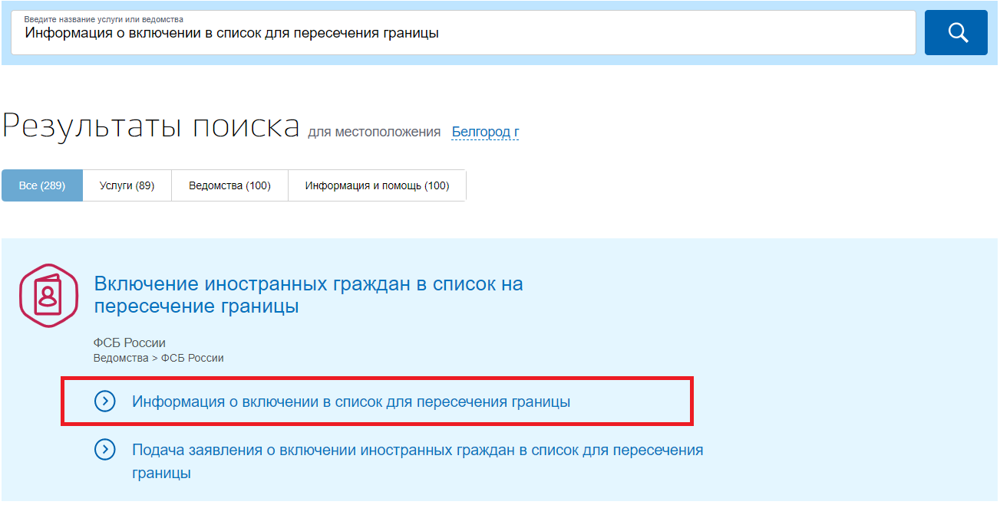 Введите название услуги или ведомства
Информация о включении в список для пересечения границы
Результаты поиска для местоположения Белгород г
Все (289) Услуги (89) Ведомства (100) Информация и помощь (100)
Включение иностранных граждан в список на
пересечение границы
ФСБ России
Ведомства > ФСБ России
Информация о включении в список для пересечения границы
Подача заявления о включении иностранных граждан в список для пересечения
границы